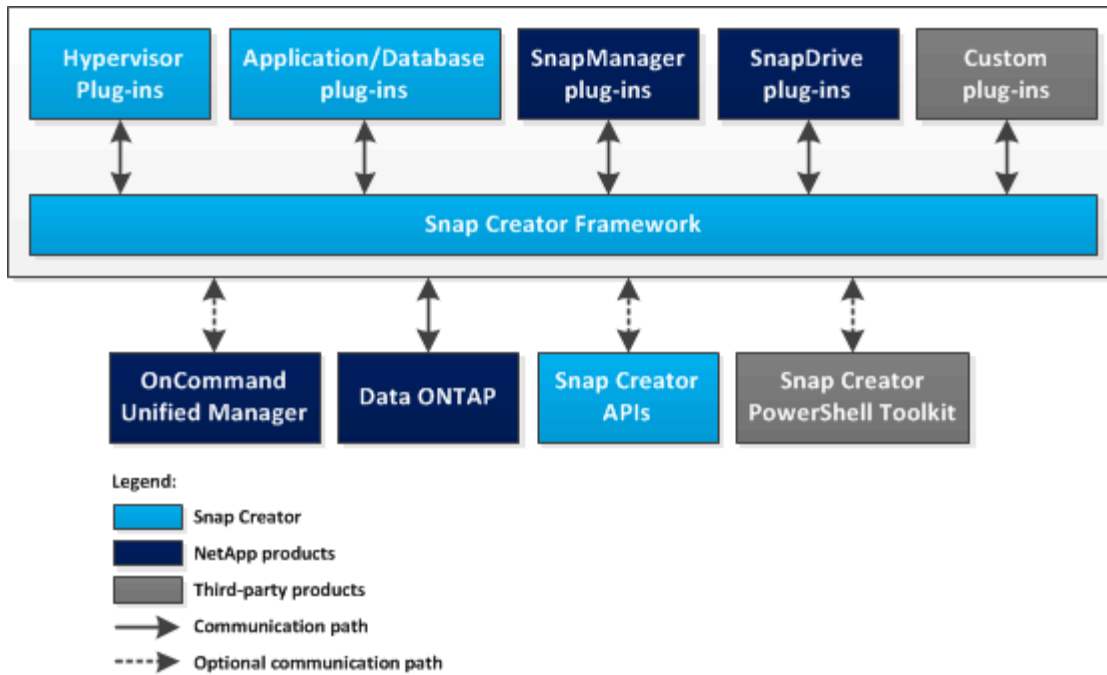 Hypervisor
Plug-ins
Application/Database
plug-ins
SnapManager
plug-ins
SnapDrive
plug-ins
Custom
plug-ins
Snap Creator Framework
OnCommand
Unified Manager
Data ONTAP
Snap Creator
APIs
Snap Creator
PowerShell Toolkit
Legend:
Snap Creator
NetApp products
Third-party products
Communication path
Optional communication path